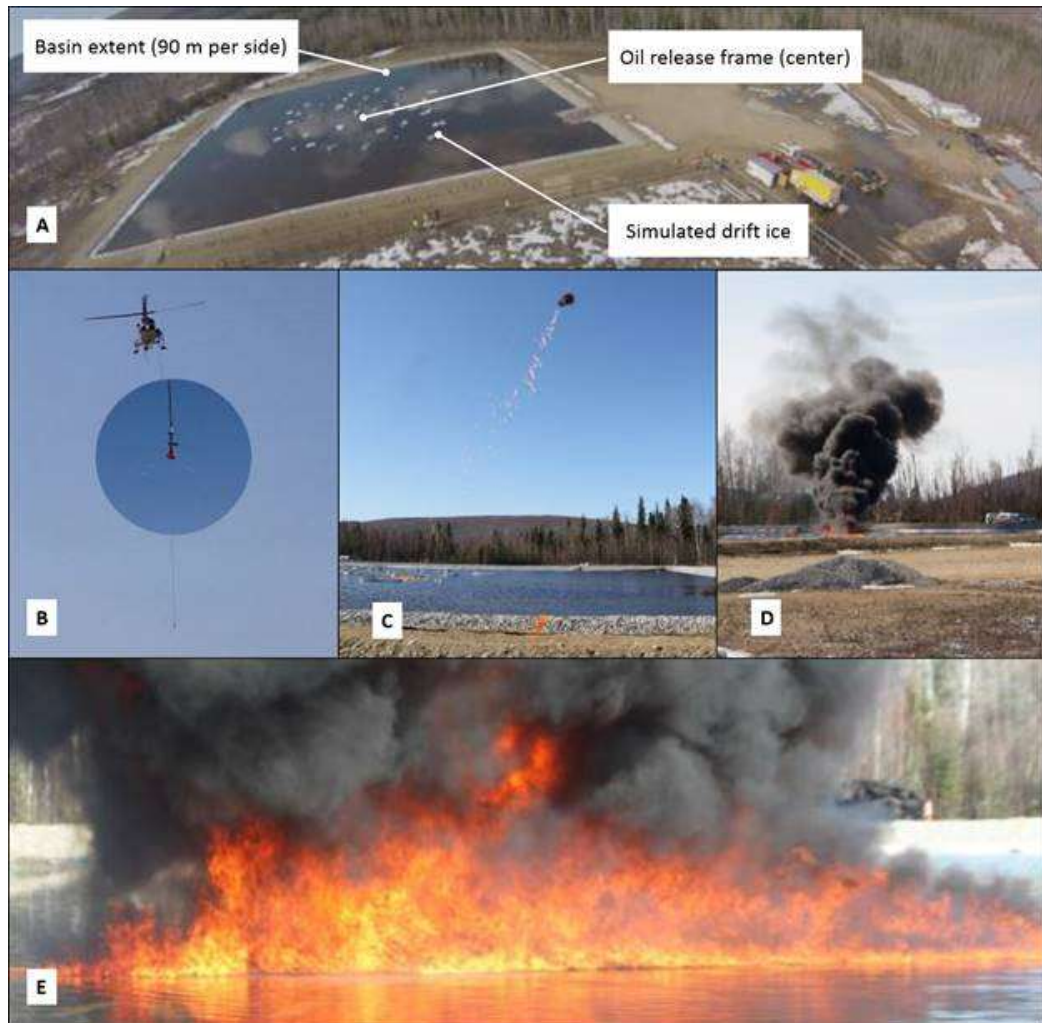 Basin extent (90 m per side)
Oil release frame (center)
Simulated drift ice
A
B
C
D
E